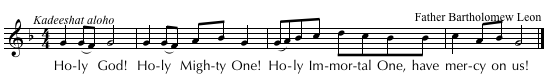 Kadeeshat aloho
Father Bartholomew Leon
Ho-ly God! Ho-ly Migh-ty One! Ho-ly Im-mor-tal One, have mer-cy on us!